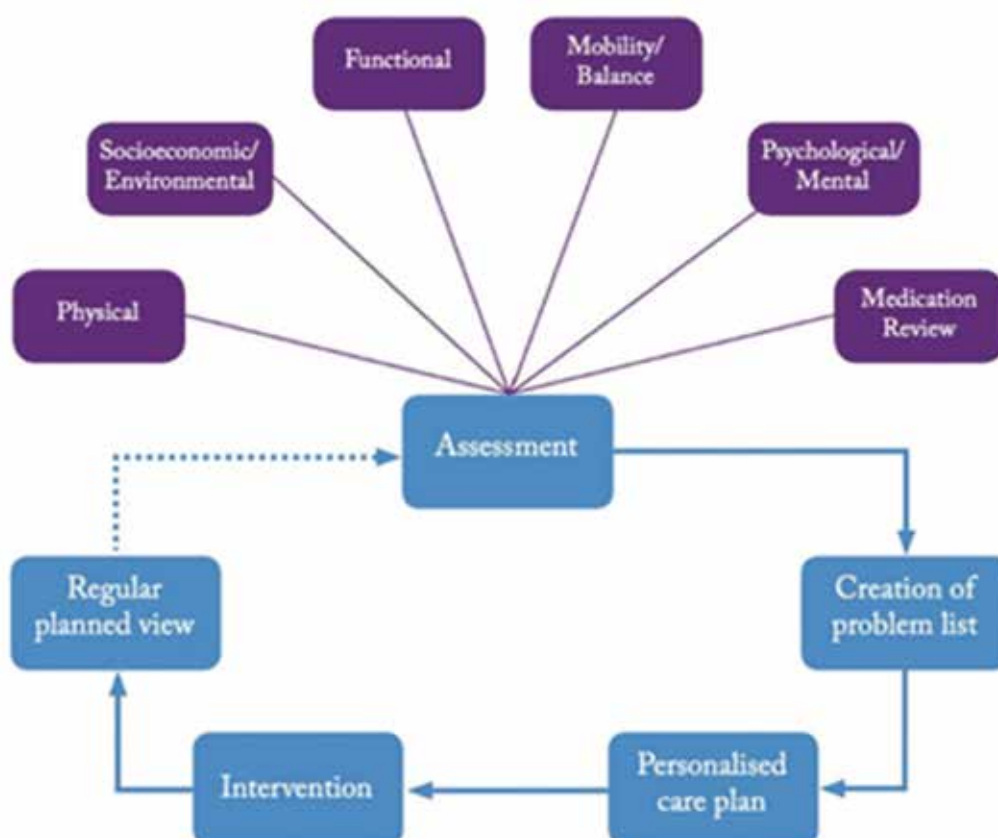 Functional
Mobility/
Balance
Socioeconomic/
Environmental
Psychological/
Mental
Physical
Medication
Review
Assessment
Regular
planned view
Creation of
problem list
Intervention
Personalised
care plan